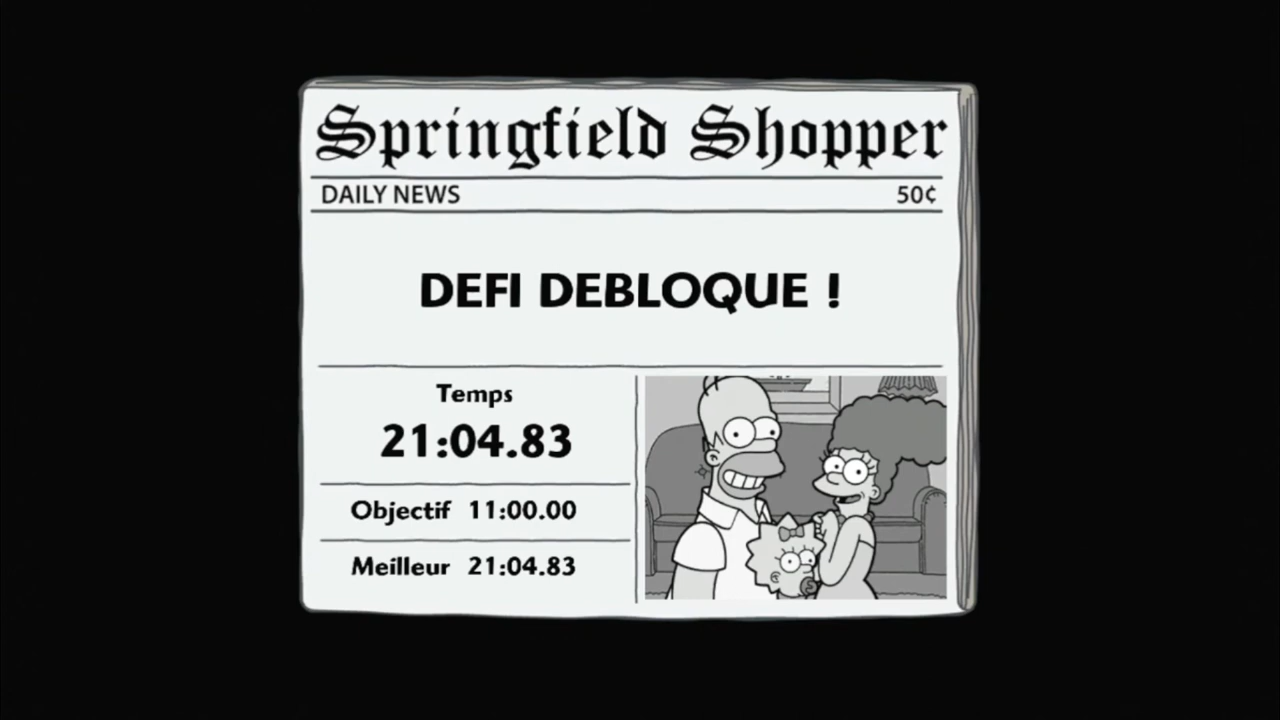 Springfield Shopper
DAILY NEWS 50¢
DEFI DEBLOQUE !
Temps
21:04.83
Objectif 11:00.00
Meilleur 21:04.83